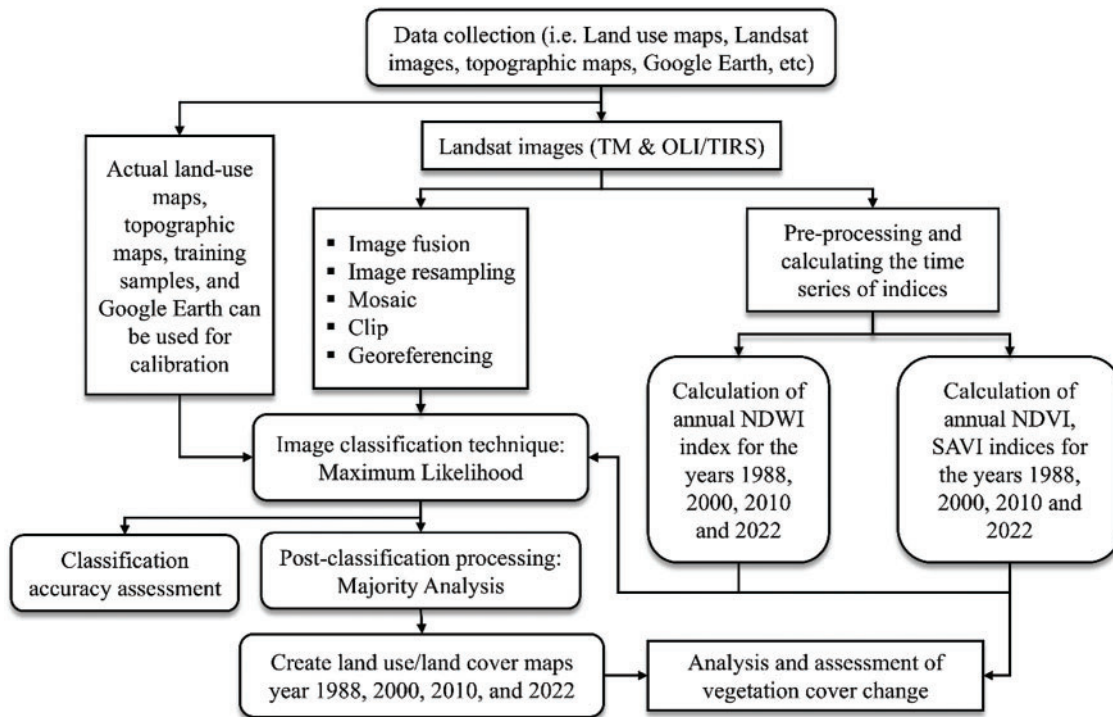 Data collection (i.e. Land use maps, Landsat
images, topographic maps, Google Earth, etc)
Landsat images (TM & OLI/TIRS)
Actual land-use
maps,
topographic
maps, training
samples, and
Google Earth can
be used for
calibration
▪ Image fusion
▪ Image resampling
▪ Mosaic
▪ Clip
▪ Georeferencing
Pre-processing and
calculating the time
series of indices
Calculation of
annual NDWI
index for the
years 1988,
2000, 2010
and 2022
Calculation of
annual NDVI,
SAVI indices for
the years 1988,
2000, 2010 and
2022
Image classification technique:
Maximum Likelihood
Classification
accuracy assessment
Post-classification processing:
Majority Analysis
Create land use/land cover maps
year 1988, 2000, 2010, and 2022
Analysis and assessment of
vegetation cover change